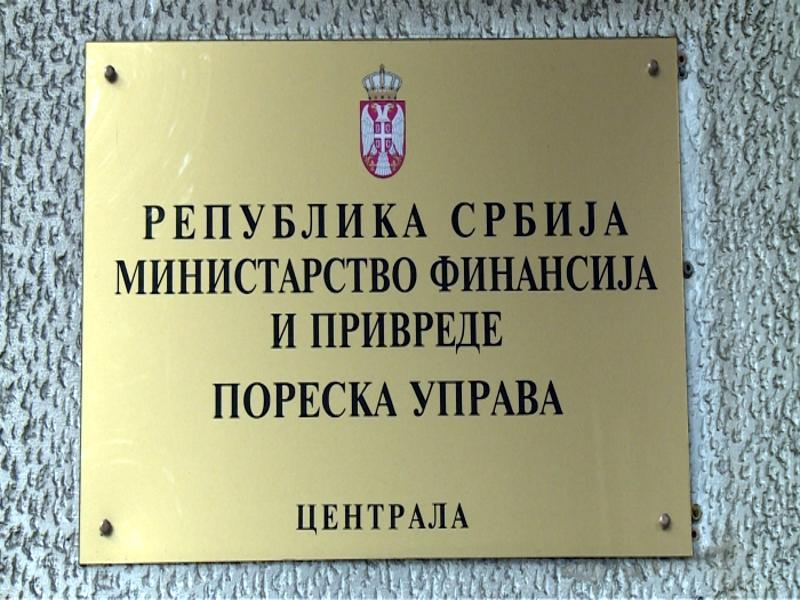 РЕПУБЛИКА СРБИЈА
МИНИСТАРСТВО ФИНАНСИЈА
И ПРИВРЕДЕ
ПОРЕСКА УПРАВА
ЦЕНТРАЛА